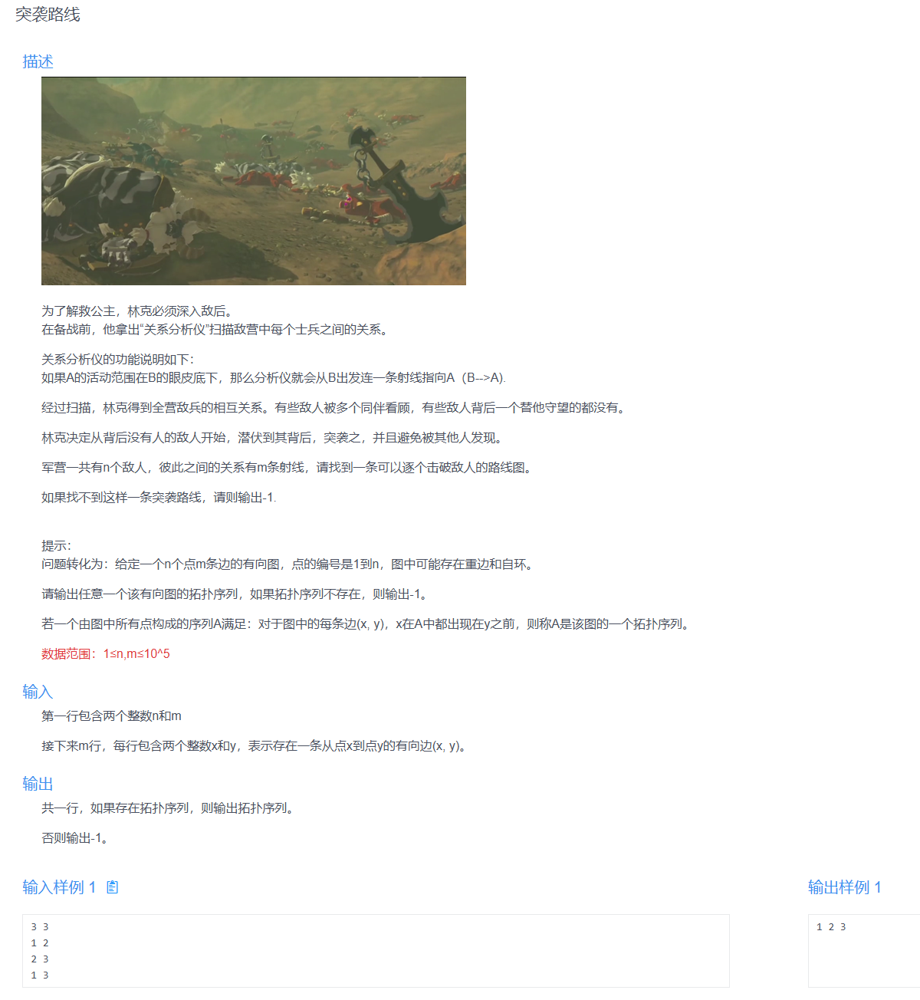 突袭路线
描述
为了解救公主，林克必须深入敌后。
在备战前，他拿出“关系分析仪”扫描敌营中每个士兵之间的关系。
关系分析仪的功能说明如下：
如果A的活动范围在B的眼皮底下，那么分析仪就会从B出发连一条射线指向A（B-->A).
经过扫描，林克得到全营敌兵的相互关系。有些敌人被多个同伴看顾，有些敌人背后一个替他守望的都没有。
林克决定从背后没有人的敌人开始，潜伏到其背后，突袭之，并且避免被其他人发现。
军营一共有n个敌人，彼此之间的关系有m条射线，请找到一条可以逐个击破敌人的路线图。
如果找不到这样一条突袭路线，请则输出-1.
提示：
问题转化为：给定一个n个点m条边的有向图，点的编号是1到n，图中可能存在重边和自环。
请输出任意一个该有向图的拓扑序列，如果拓扑序列不存在，则输出-1。
若一个由图中所有点构成的序列A满足：对于图中的每条边(x, y)，x在A中都出现在y之前，则称A是该图的一个拓扑序列。
数据范围：1≤n,m≤10^5
输入
第一行包含两个整数n和m
接下来m行，每行包含两个整数x和y，表示存在一条从点x到点y的有向边(x, y)。
输出
共一行，如果存在拓扑序列，则输出拓扑序列。
否则输出-1。
输入样例 1
3 3
1 2
2 3
1 3
输出样例 1
1 2 3